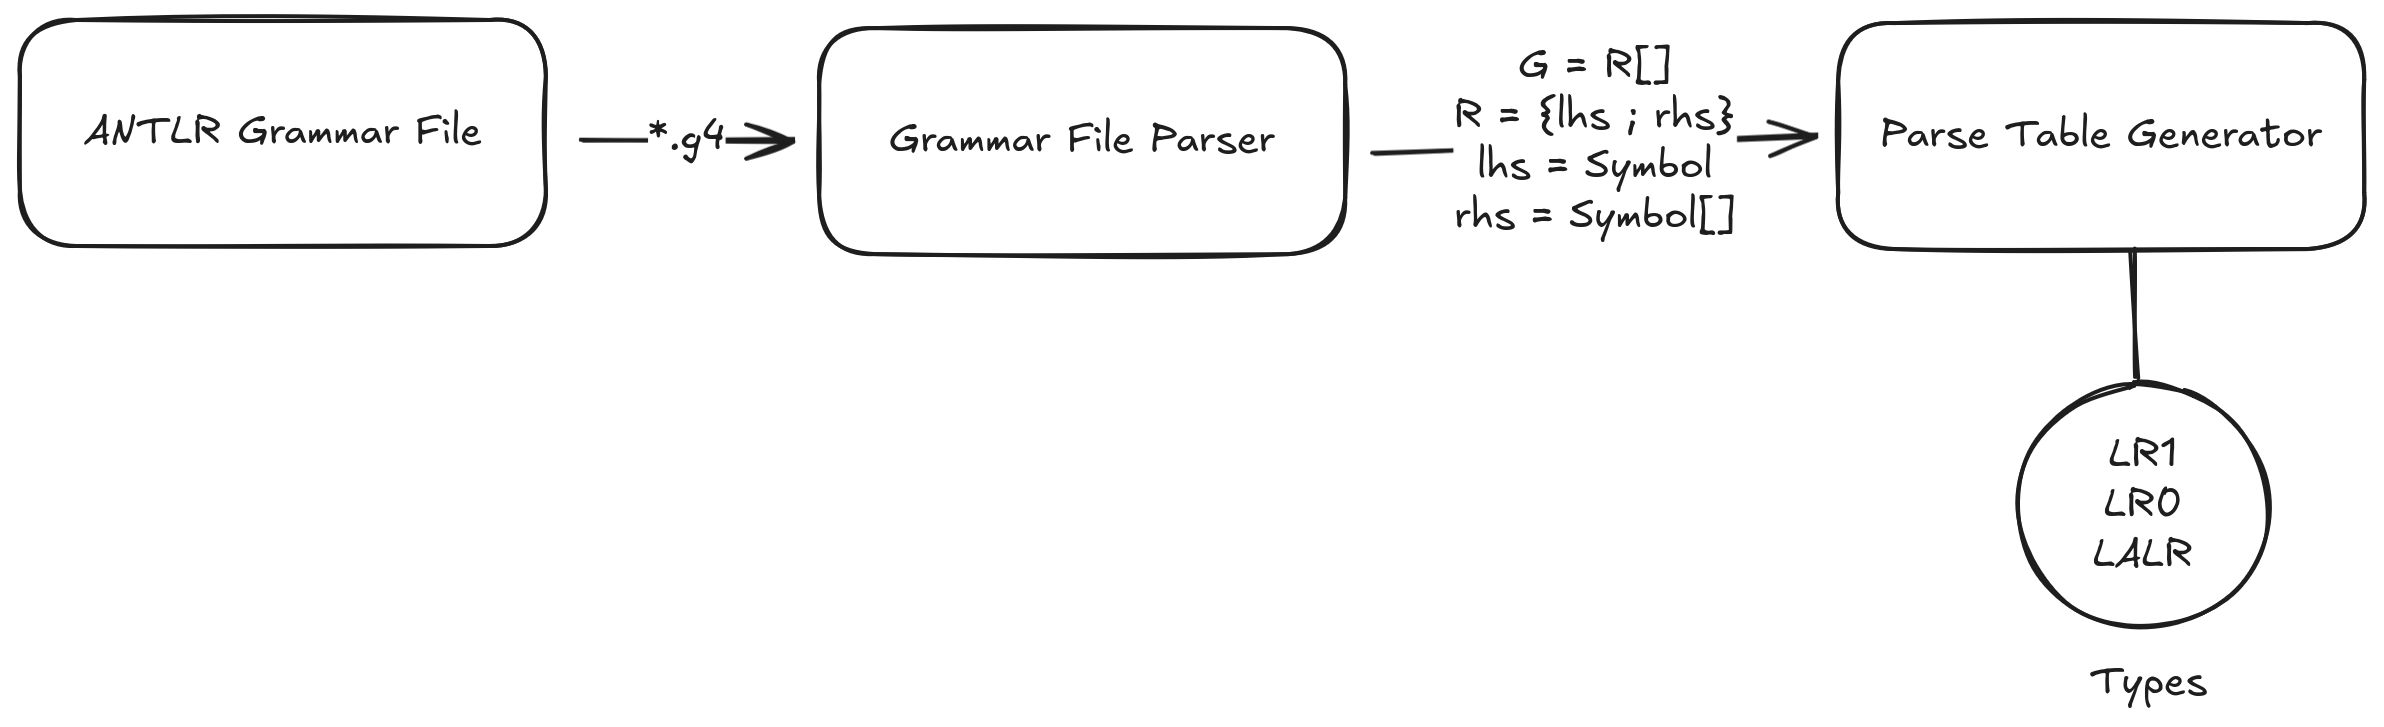 ANTLR Grammar File
*.g4
Grammar File Parser
G = R[]
R = {lhs ; rhs}
lhs = Symbol
rhs = Symbol[]
Parse Table Generator
LR1
LR0
LALR
Types